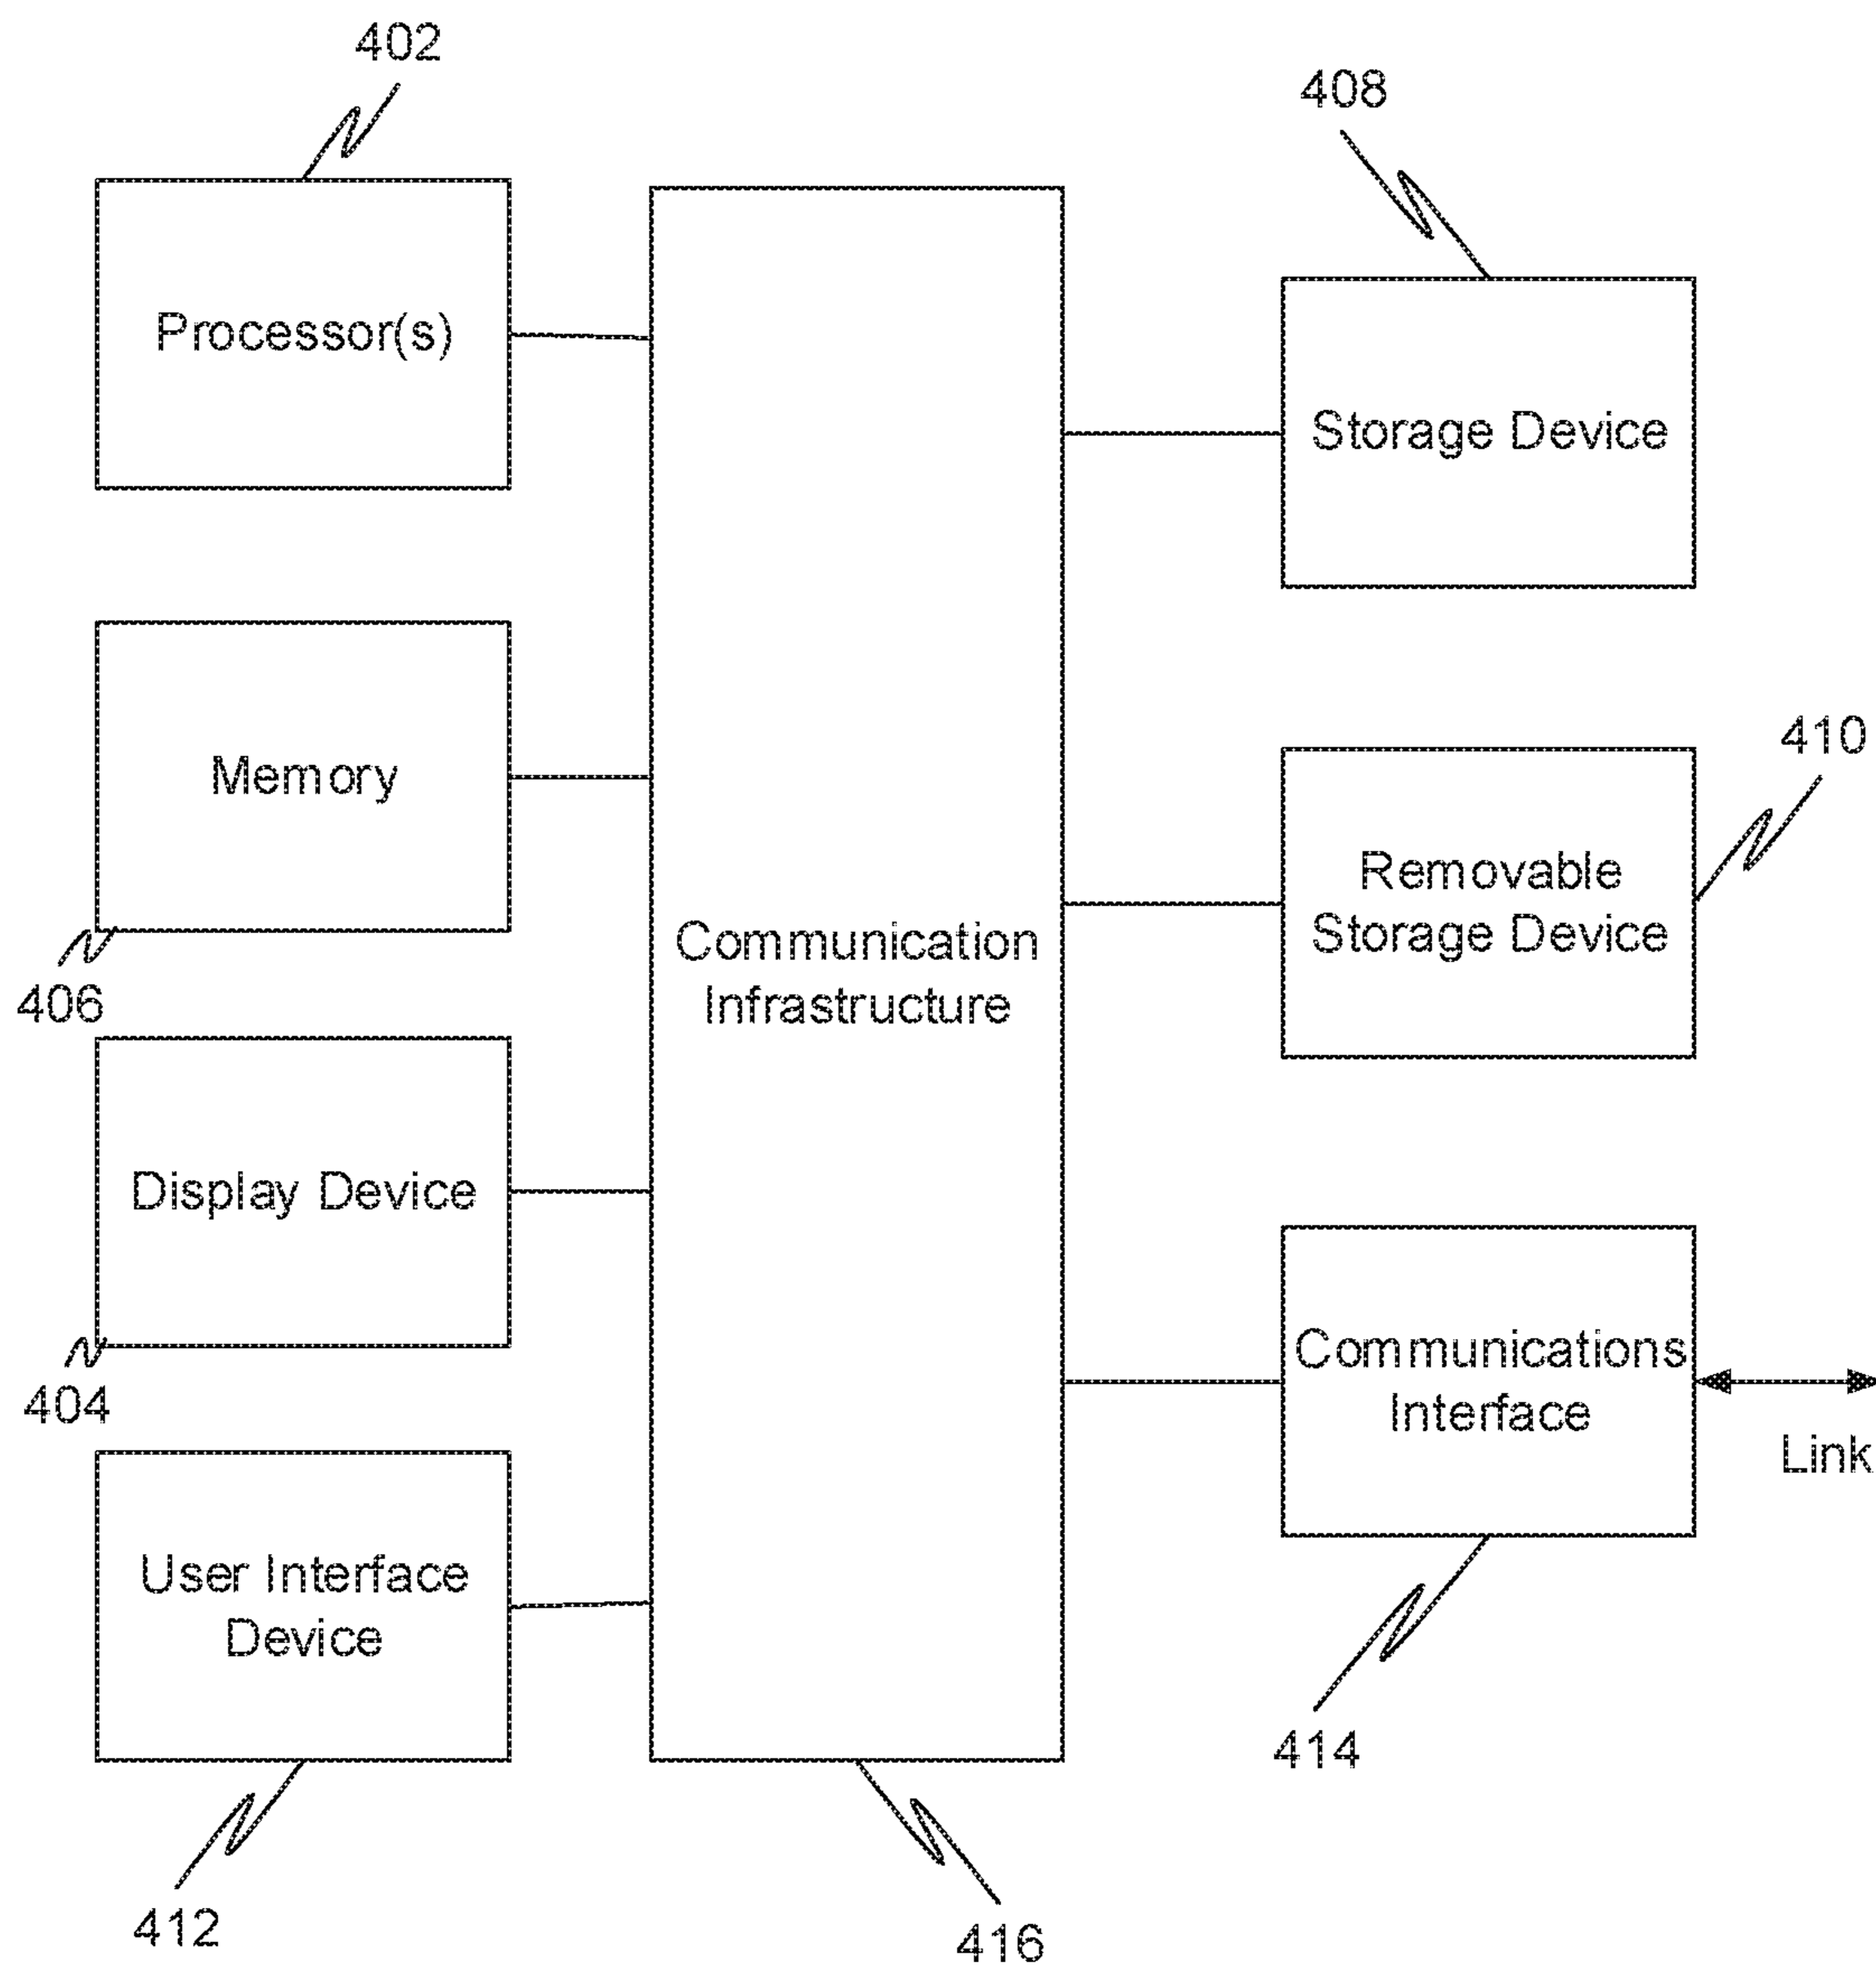 402
408
Processor(s)
Storage Device
Memory
410
Removable
Storage Device
406
Communication
Infrastructure
Display Device
404
Communications
Interface
Link
User Interface
Device
414
412
416